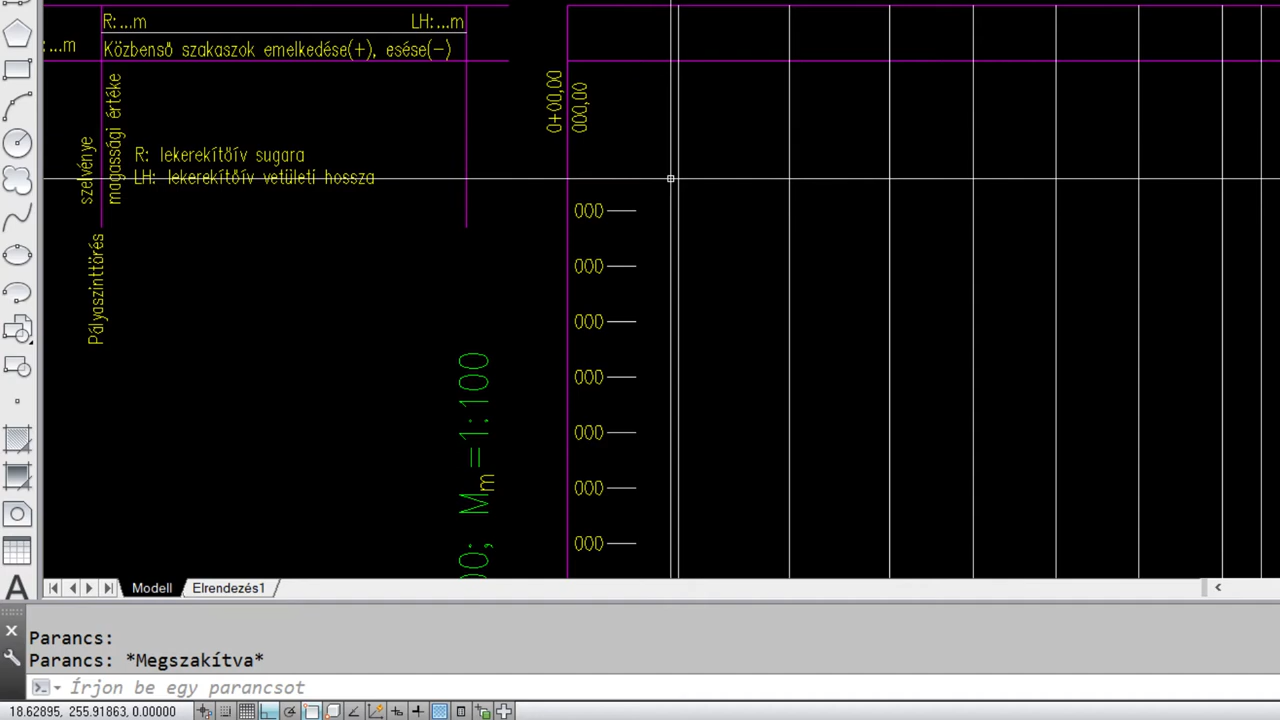 R:...m
LH:...m
:...m
Közbenső szakaszok emelkedése(+), esése(-)
szelvénye
magassági értéke
R: lekerekítőív sugara
LH: lekerekítőív vetületi hossza
Pályaszinttörés
0+00,00
000,00
000
000
000
000
000
000
000
00; Mm=1:100
Modell
Elrendezés1
Parancs:
Parancs: *Megszakítva*
Írjon be egy parancsot
18.62895, 255.91863, 0.00000
A